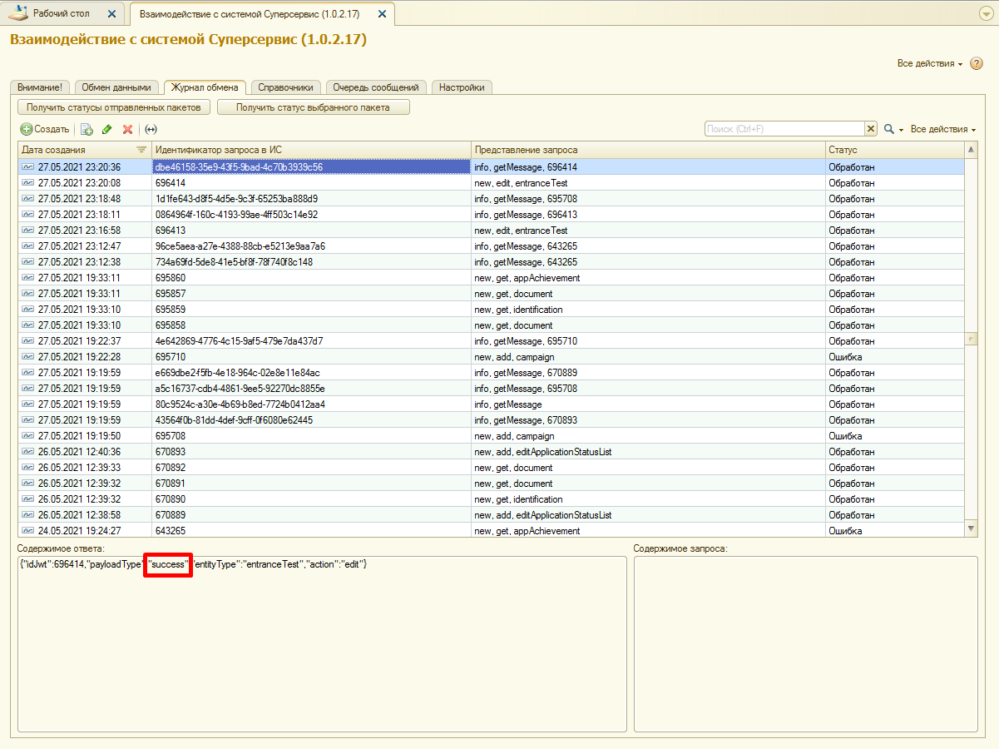 Рабочий стол
Взаимодействие с системой Суперсервис (1.0.2.17)
Взаимодействие с системой Суперсервис (1.0.2.17)
Все действия
Внимание! Обмен данными Журнал обмена Справочники Очередь сообщений Настройки
Получить статусы отправленных пакетов Получить статус выбранного пакета
Создать Поиск (Ctrl+F) Все действия
Дата создания Идентификатор запроса в ИС Представление запроса Статус
27.05.2021 23:20:36 dbe46158-35e9-43f5-9bad-4c70b3939c56 info, getMessage, 696414 Обработан
27.05.2021 23:20:08 696414 new, edit, entranceTest Обработан
27.05.2021 23:18:48 1d1fe643-d8f5-4d5e-9c3f-65253ba888d9 info, getMessage, 695708 Обработан
27.05.2021 23:18:11 0864964f-160c-4193-99ae-4ff503c14e92 info, getMessage, 696413 Обработан
27.05.2021 23:16:58 696413 new, edit, entranceTest Обработан
27.05.2021 23:12:47 96ce5aea-a27e-4388-88cb-e5213e9aa7a6 info, getMessage, 643265 Обработан
27.05.2021 23:12:38 734a69fd-5de8-41e5-bf8f-78f740f8c148 info, getMessage, 643265 Обработан
27.05.2021 19:33:11 695860 new, get, appAchievement Обработан
27.05.2021 19:33:11 695857 new, get, document Обработан
27.05.2021 19:33:10 695859 new, get, identification Обработан
27.05.2021 19:33:10 695858 new, get, document Обработан
27.05.2021 19:22:37 4e642869-4776-4c15-9af5-479e7da437d7 info, getMessage, 695710 Обработан
27.05.2021 19:22:28 695710 new, add, campaign Ошибка
27.05.2021 19:19:59 e669dbe2-f5fb-4e18-964c-02e8e11e84ac info, getMessage, 670889 Обработан
27.05.2021 19:19:59 a5c16737-cdb4-4861-9ee5-92270dc8855e info, getMessage, 695708 Обработан
27.05.2021 19:19:59 80c9524c-a30e-4b69-b8ed-7724b0412aa4 info, getMessage Обработан
27.05.2021 19:19:59 43564f0b-81dd-4def-9cff-0f6080e62445 info, getMessage, 670893 Обработан
27.05.2021 19:19:50 695708 new, add, campaign Ошибка
26.05.2021 12:40:36 670893 new, add, editApplicationStatusList Обработан
26.05.2021 12:39:33 670892 new, get, document Обработан
26.05.2021 12:39:32 670891 new, get, document Обработан
26.05.2021 12:39:32 670890 new, get, identification Обработан
26.05.2021 12:38:58 670889 new, add, editApplicationStatusList Обработан
24.05.2021 19:24:27 643265 new, get, appAchievement Ошибка
Содержимое ответа: Содержимое запроса:
{"idJwt":696414,"payloadType "success" "entityType":"entranceTest","action":"edit"}